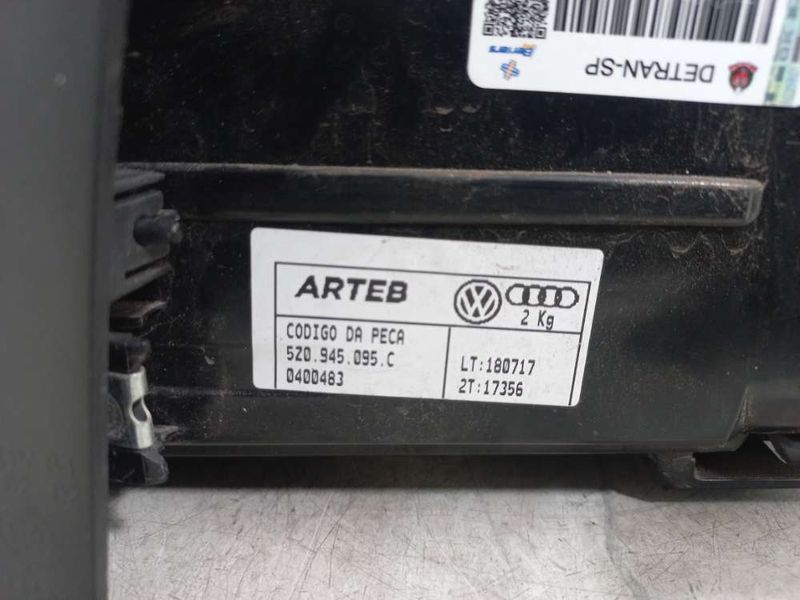 DETRAN-SP
ARTEB
2 Kg
CODIGO DA PECA
5Z0.945.095.C
0400483
LT:180717
2T:17356